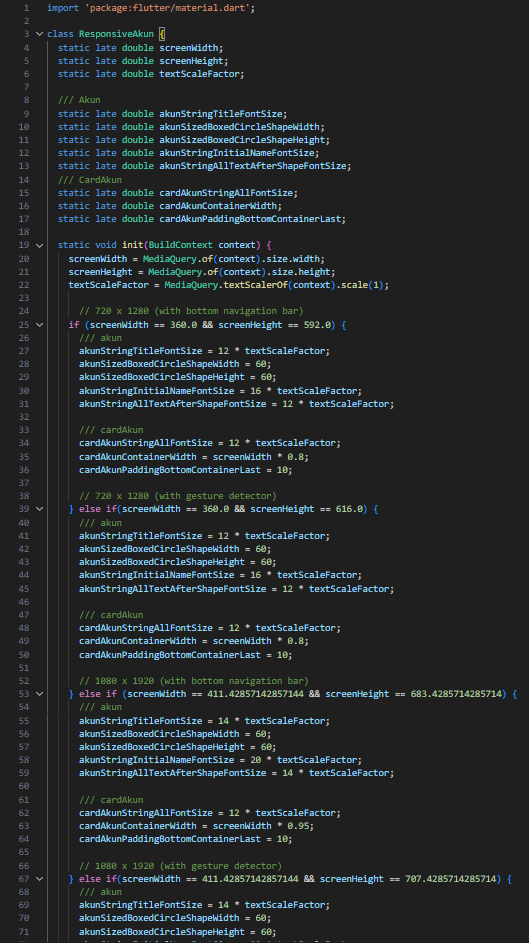 1 import 'package:flutter/material.dart';
2
3 class ResponsiveAkun {
4 static late double screenWidth;
5 static late double screenHeight;
6 static late double textScaleFactor;
7
8 /// Akun
9 static late double akunStringTitleFontSize;
10 static late double akunSizedBoxedCircleShapeWidth;
11 static late double akunSizedBoxedCircleShapeHeight;
12 static late double akunStringInitialNameFontSize;
13 static late double akunStringAllTextAfterShapeFontSize;
14 /// CardAkun
15 static late double cardAkunStringAllFontSize;
16 static late double cardAkunContainerWidth;
17 static late double cardAkunPaddingBottomContainerLast;
18
19 static void init(BuildContext context) {
20 screenWidth = MediaQuery.of(context).size.width;
21 screenHeight = MediaQuery.of(context).size.height;
22 textScaleFactor = MediaQuery.textScalerOf(context).scale(1);
23
24 // 720 x 1280 (with bottom navigation bar)
25 if (screenWidth == 360.0 && screenHeight == 592.0) {
26 /// akun
27 akunStringTitleFontSize = 12 * textScaleFactor;
28 akunSizedBoxedCircleShapeWidth = 60;
29 akunSizedBoxedCircleShapeHeight = 60;
30 akunStringInitialNameFontSize = 16 * textScaleFactor;
31 akunStringAllTextAfterShapeFontSize = 12 * textScaleFactor;
32
33 /// cardAkun
34 cardAkunStringAllFontSize = 12 * textScaleFactor;
35 cardAkunContainerWidth = screenWidth * 0.8;
36 cardAkunPaddingBottomContainerLast = 10;
37
38 // 720 x 1280 (with gesture detector)
39 } else if(screenWidth == 360.0 && screenHeight == 616.0) {
40 /// akun
41 akunStringTitleFontSize = 12 * textScaleFactor;
42 akunSizedBoxedCircleShapeWidth = 60;
43 akunSizedBoxedCircleShapeHeight = 60;
44 akunStringInitialNameFontSize = 16 * textScaleFactor;
45 akunStringAllTextAfterShapeFontSize = 12 * textScaleFactor;
46
47 /// cardAkun
48 cardAkunStringAllFontSize = 12 * textScaleFactor;
49 cardAkunContainerWidth = screenWidth * 0.8;
50 cardAkunPaddingBottomContainerLast = 10;
51
52 // 1080 x 1920 (with bottom navigation bar)
53 } else if (screenWidth == 411.42857142857144 && screenHeight == 683.4285714285714) {
54 /// akun
55 akunStringTitleFontSize = 14 * textScaleFactor;
56 akunSizedBoxedCircleShapeWidth = 60;
57 akunSizedBoxedCircleShapeHeight = 60;
58 akunStringInitialNameFontSize = 20 * textScaleFactor;
59 akunStringAllTextAfterShapeFontSize = 14 * textScaleFactor;
60
61 /// cardAkun
62 cardAkunStringAllFontSize = 12 * textScaleFactor;
63 cardAkunContainerWidth = screenWidth * 0.95;
64 cardAkunPaddingBottomContainerLast = 10;
65
66 // 1080 x 1920 (with gesture detector)
67 } else if(screenWidth == 411.42857142857144 && screenHeight == 707.4285714285714) {
68 /// akun
69 akunStringTitleFontSize = 14 * textScaleFactor;
70 akunSizedBoxedCircleShapeWidth = 60;
71 akunSizedBoxedCircleShapeHeight = 60;